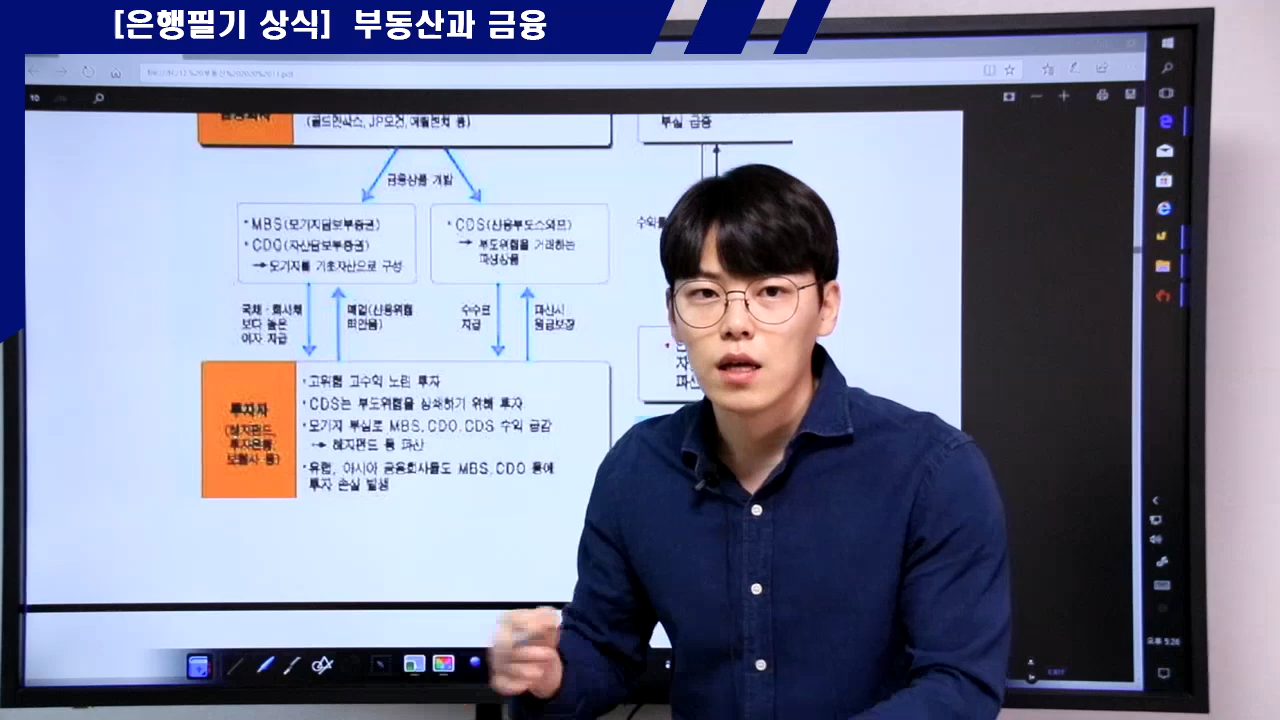 [은행필기 상식] 부동산과 금융
10
(골드만삭스, JP모건, 메릴린치 등)
부실 급증
금융상품 개발
• MBS(모기지담보부증권)
• CDO(자산담보부증권)
→ 모기지를 기초자산으로 구성
• CDS(신용부도스와프)
→ 부도위험을 거래하는
파생상품
국채·회사채
보다 높은
이자 지급
매입(신용위험
떠안음)
수수료
지급
파산시
원금보장
투자자
(헤지펀드,
투자은행,
보험사 등)
• 고위험 고수익 노린 투자
• CDS는 부도위험을 상쇄하기 위해 투자
• 모기지 부실로 MBS, CDO, CDS 수익 급감
→ 헤지펀드 등 파산
• 유럽, 아시아 금융회사들도 MBS, CDO 등에
투자 손실 발생
오후 5:26